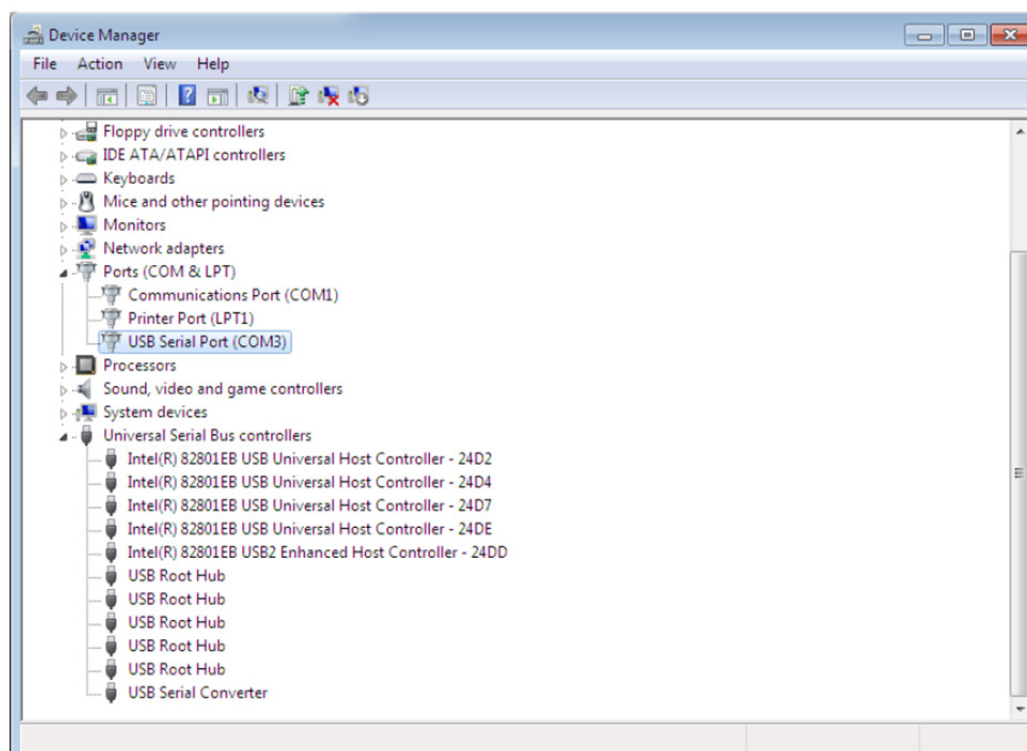 Device Manager
File Action View Help
Floppy drive controllers
IDE ATA/ATAPI controllers
Keyboards
Mice and other pointing devices
Monitors
Network adapters
Ports (COM & LPT)
Communications Port (COM1)
Printer Port (LPT1)
USB Serial Port (COM3)
Processors
Sound, video and game controllers
System devices
Universal Serial Bus controllers
Intel(R) 82801EB USB Universal Host Controller - 24D2
Intel(R) 82801EB USB Universal Host Controller - 24D4
Intel(R) 82801EB USB Universal Host Controller - 24D7
Intel(R) 82801EB USB Universal Host Controller - 24DE
Intel(R) 82801EB USB2 Enhanced Host Controller - 24DD
USB Root Hub
USB Root Hub
USB Root Hub
USB Root Hub
USB Root Hub
USB Serial Converter